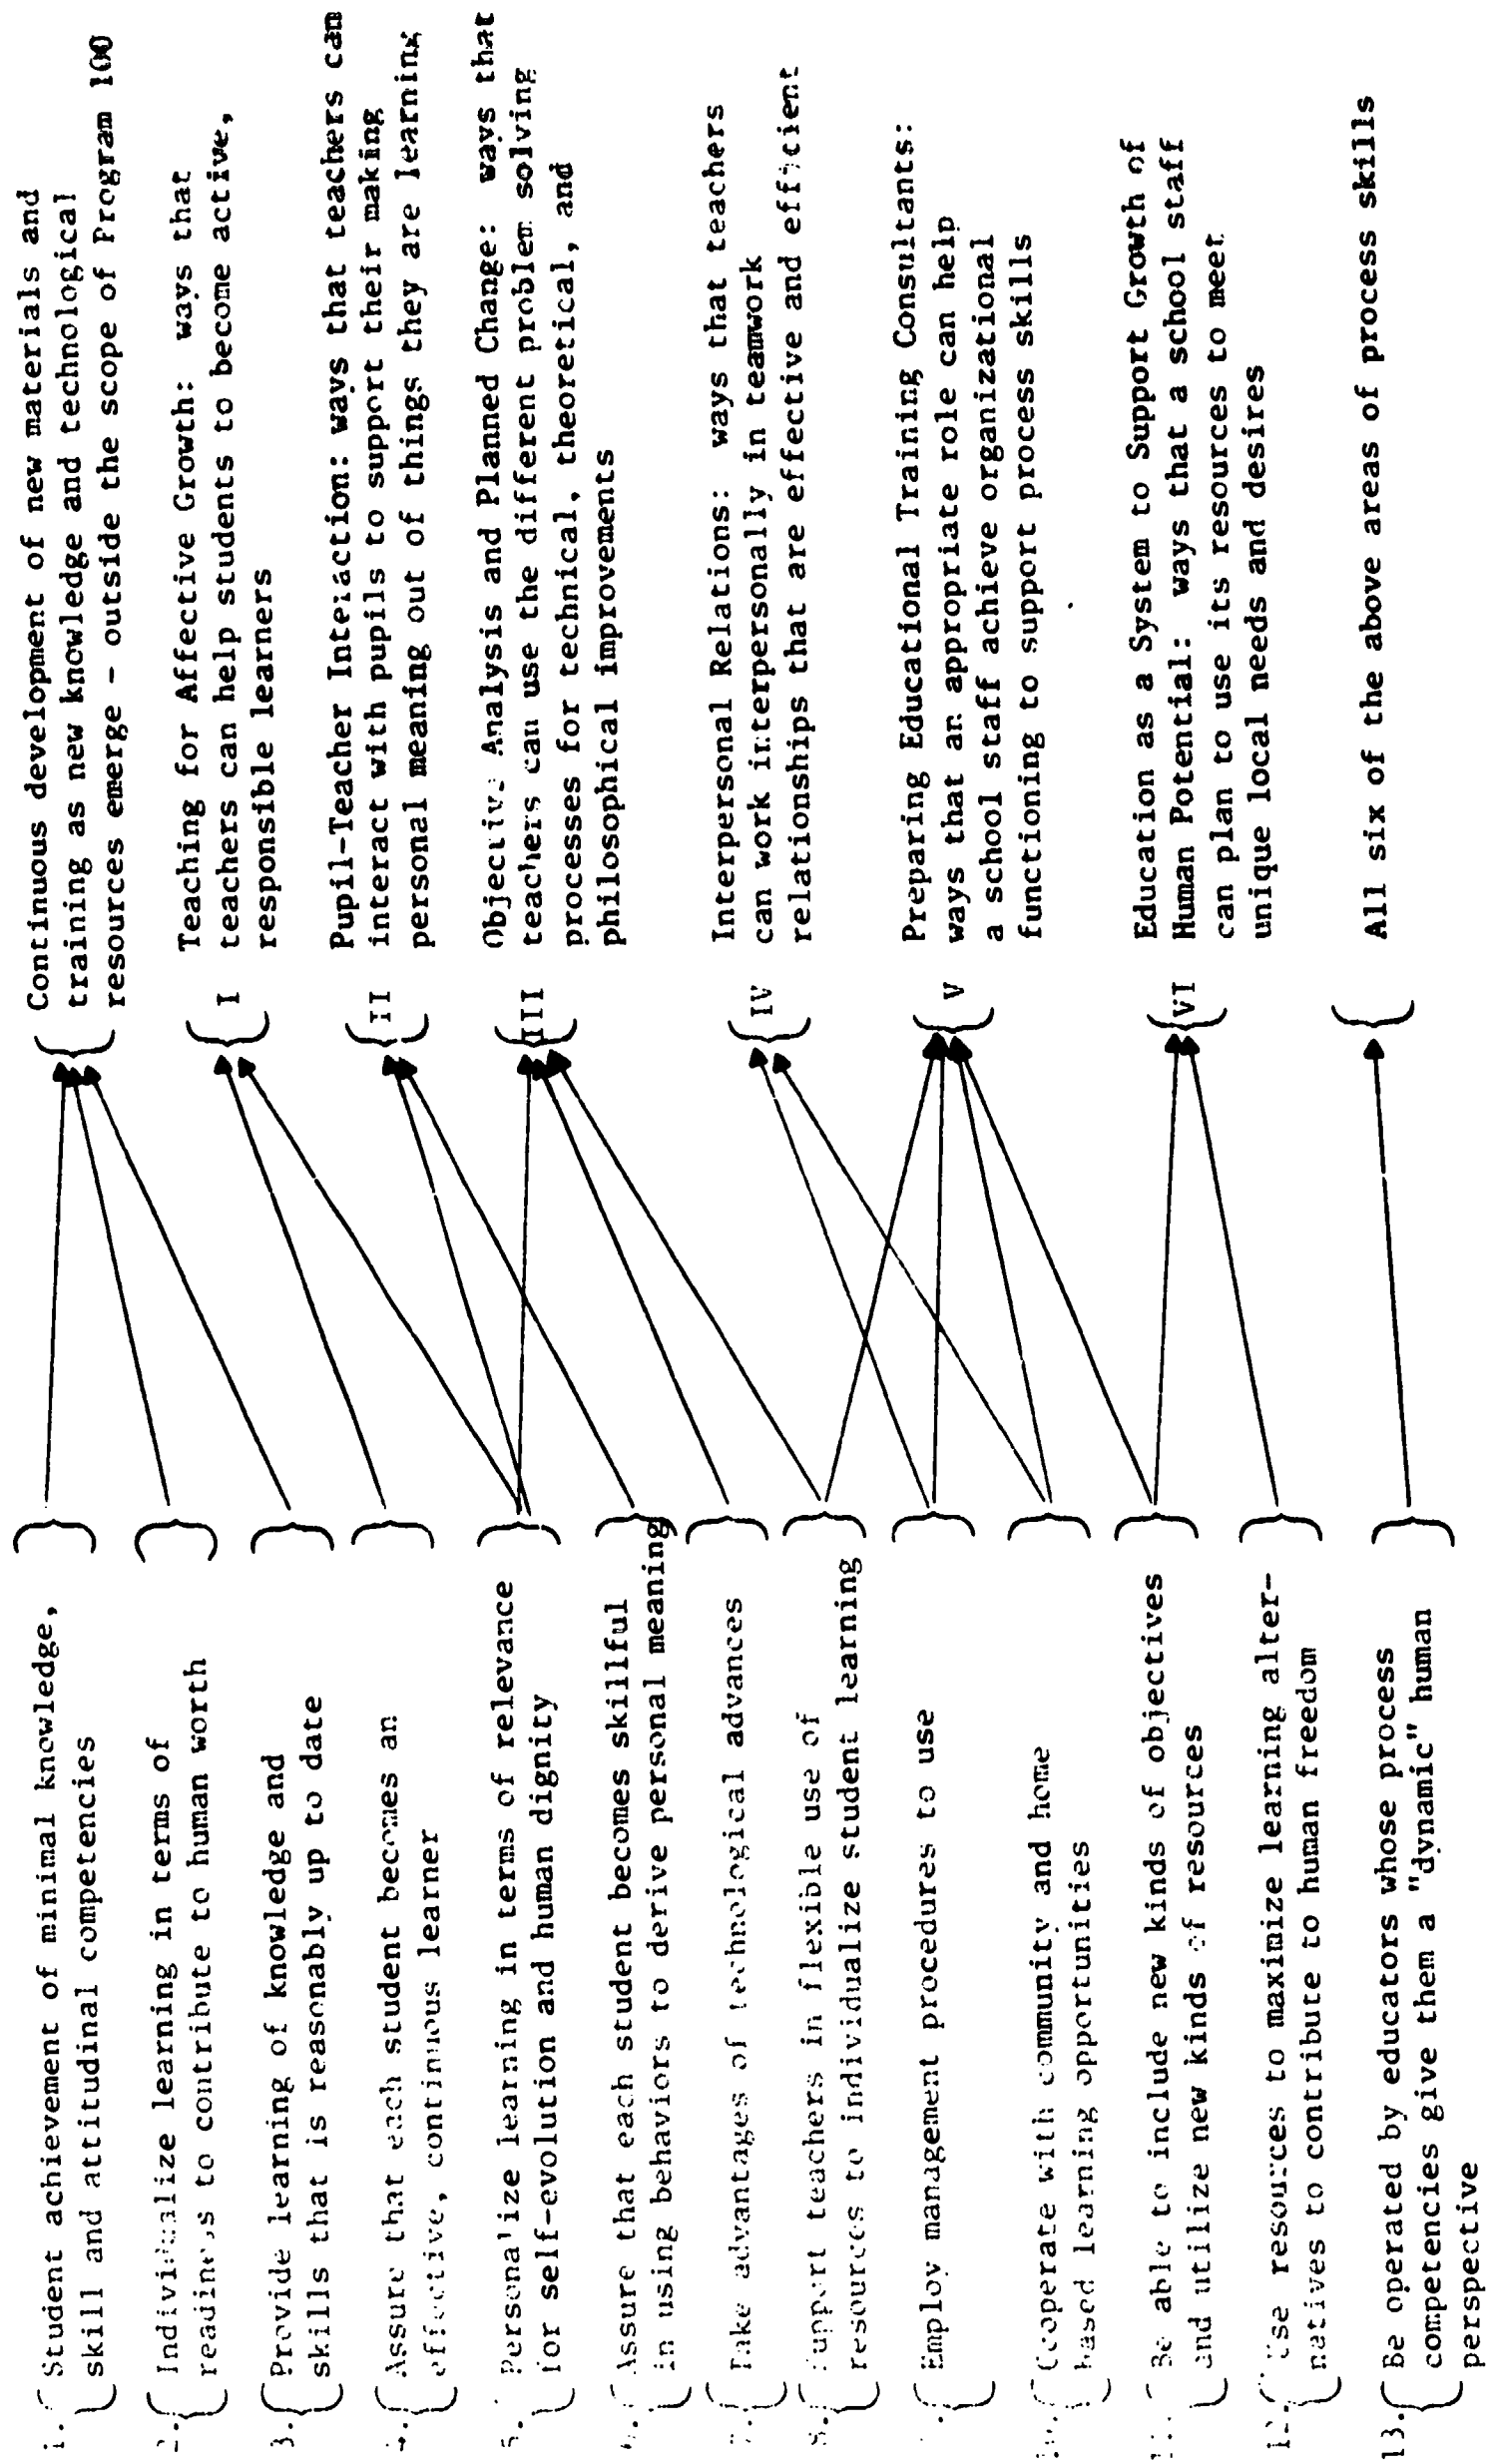 1. Student achievement of minimal knowledge,
skill and attitudinal competencies
2. Individualize learning in terms of
readiness to contribute to human worth
3. Provide learning of knowledge and
skills that is reasonably up to date
4. Assure that each student becomes an
effective, continuous learner
5. Personalize learning in terms of relevance
for self-evolution and human dignity
6. Assure that each student becomes skillful
in using behaviors to derive personal meaning
7. Take advantages of technological advances
8. Support teachers in flexible use of
resources to individualize student learning
Employ management procedures to use
10. Cooperate with community and home
based learning opportunities
11. Be able to include new kinds of objectives
and utilize new kinds of resources
12. Use resources to maximize learning alter-
natives to contribute to human freedom
13. Be operated by educators whose process
competencies give them a "dynamic" human
perspective
Continuous development of new materials and
training as new knowledge and technological
resources emerge - outside the scope of Program 100
I Teaching for Affective Growth: ways that
teachers can help students to become active,
responsible learners
II Pupil-Teacher Interaction: ways that teachers can
interact with pupils to support their making
personal meaning out of things they are learning
III Objective Analysis and Planned Change: ways that
teachers can use the different problem solving
processes for technical, theoretical, and
philosophical improvements
IV Interpersonal Relations: ways that teachers
can work interpersonally in teamwork
relationships that are effective and efficient
V Preparing Educational Training Consultants:
ways that an appropriate role can help
a school staff achieve organizational
functioning to support process skills
VI Education as a System to Support Growth of
Human Potential: ways that a school staff
can plan to use its resources to meet
unique local needs and desires
All six of the above areas of process skills